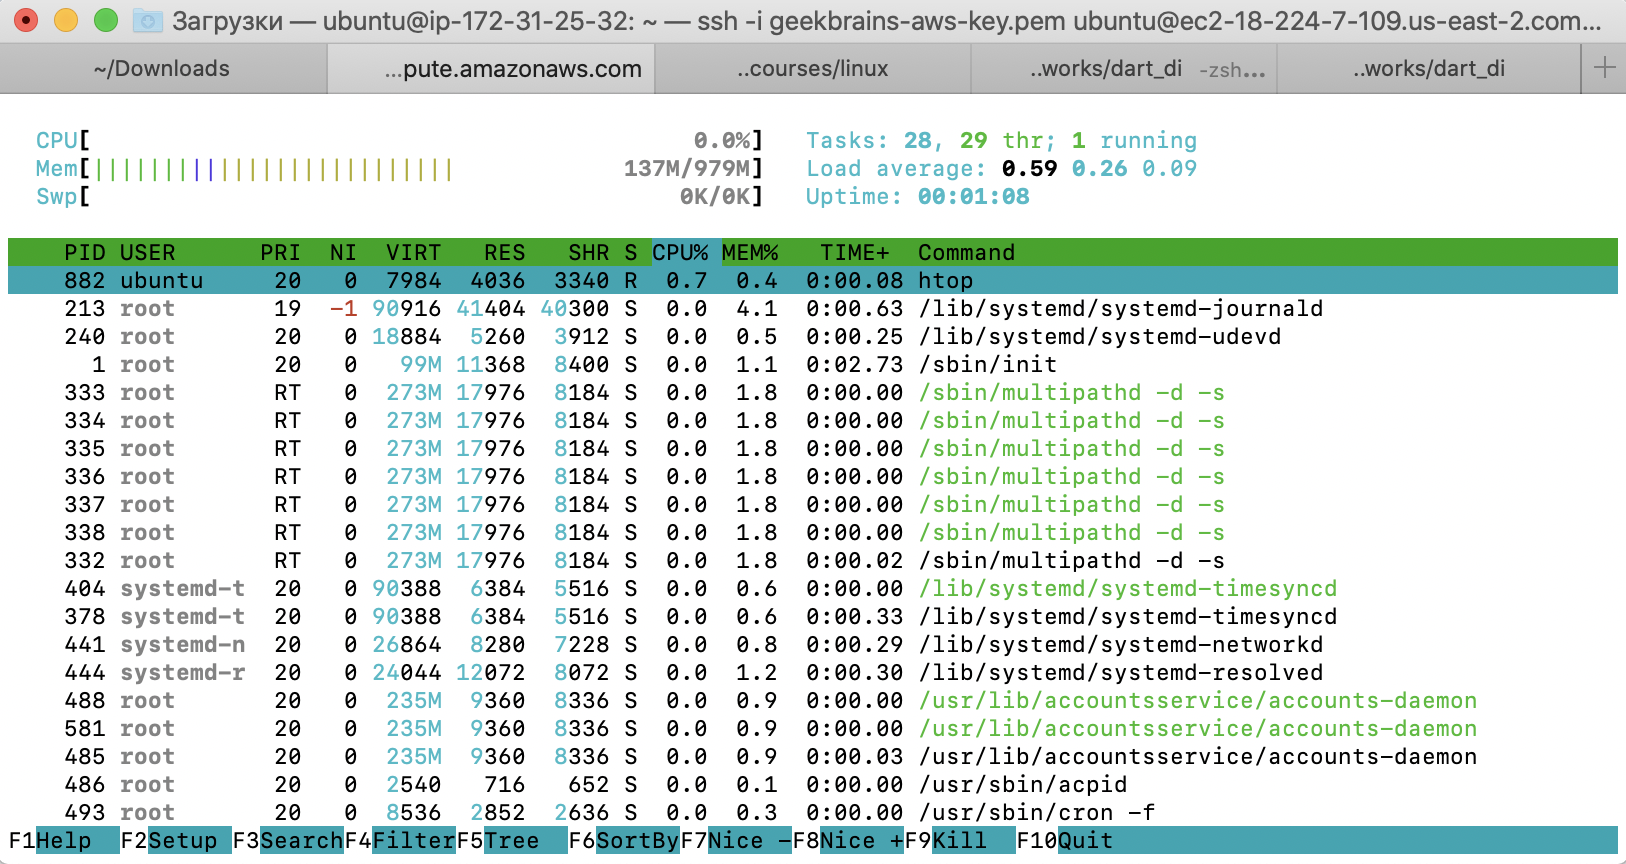 Загрузки — ubuntu@ip-172-31-25-32: ~ — ssh -i geekbrains-aws-key.pem ubuntu@ec2-18-224-7-109.us-east-2.com...
~/Downloads ...pute.amazonaws.com ..courses/linux ..works/dart_di -zsh... ..works/dart_di +
CPU[ 0.0%] Tasks: 28, 29 thr; 1 running
Mem[|||||||||||||||||||||||||| 137M/979M] Load average: 0.59 0.26 0.09
Swp[ 0K/0K] Uptime: 00:01:08
PID USER PRI NI VIRT RES SHR S CPU% MEM% TIME+ Command
882 ubuntu 20 0 7984 4036 3340 R 0.7 0.4 0:00.08 htop
213 root 19 -1 90916 41404 40300 S 0.0 4.1 0:00.63 /lib/systemd/systemd-journald
240 root 20 0 18884 5260 3912 S 0.0 0.5 0:00.25 /lib/systemd/systemd-udevd
1 root 20 0 99M 11368 8400 S 0.0 1.1 0:02.73 /sbin/init
333 root RT 0 273M 17976 8184 S 0.0 1.8 0:00.00 /sbin/multipathd -d -s
334 root RT 0 273M 17976 8184 S 0.0 1.8 0:00.00 /sbin/multipathd -d -s
335 root RT 0 273M 17976 8184 S 0.0 1.8 0:00.00 /sbin/multipathd -d -s
336 root RT 0 273M 17976 8184 S 0.0 1.8 0:00.00 /sbin/multipathd -d -s
337 root RT 0 273M 17976 8184 S 0.0 1.8 0:00.00 /sbin/multipathd -d -s
338 root RT 0 273M 17976 8184 S 0.0 1.8 0:00.00 /sbin/multipathd -d -s
332 root RT 0 273M 17976 8184 S 0.0 1.8 0:00.02 /sbin/multipathd -d -s
404 systemd-t 20 0 90388 6384 5516 S 0.0 0.6 0:00.00 /lib/systemd/systemd-timesyncd
378 systemd-t 20 0 90388 6384 5516 S 0.0 0.6 0:00.33 /lib/systemd/systemd-timesyncd
441 systemd-n 20 0 26864 8280 7228 S 0.0 0.8 0:00.29 /lib/systemd/systemd-networkd
444 systemd-r 20 0 24044 12072 8072 S 0.0 1.2 0:00.30 /lib/systemd/systemd-resolved
488 root 20 0 235M 9360 8336 S 0.0 0.9 0:00.00 /usr/lib/accountsservice/accounts-daemon
581 root 20 0 235M 9360 8336 S 0.0 0.9 0:00.00 /usr/lib/accountsservice/accounts-daemon
485 root 20 0 235M 9360 8336 S 0.0 0.9 0:00.03 /usr/lib/accountsservice/accounts-daemon
486 root 20 0 2540 716 652 S 0.0 0.1 0:00.00 /usr/sbin/acpid
493 root 20 0 8536 2852 2636 S 0.0 0.3 0:00.00 /usr/sbin/cron -f
F1Help F2Setup F3SearchF4FilterF5Tree F6SortByF7Nice -F8Nice +F9Kill F10Quit